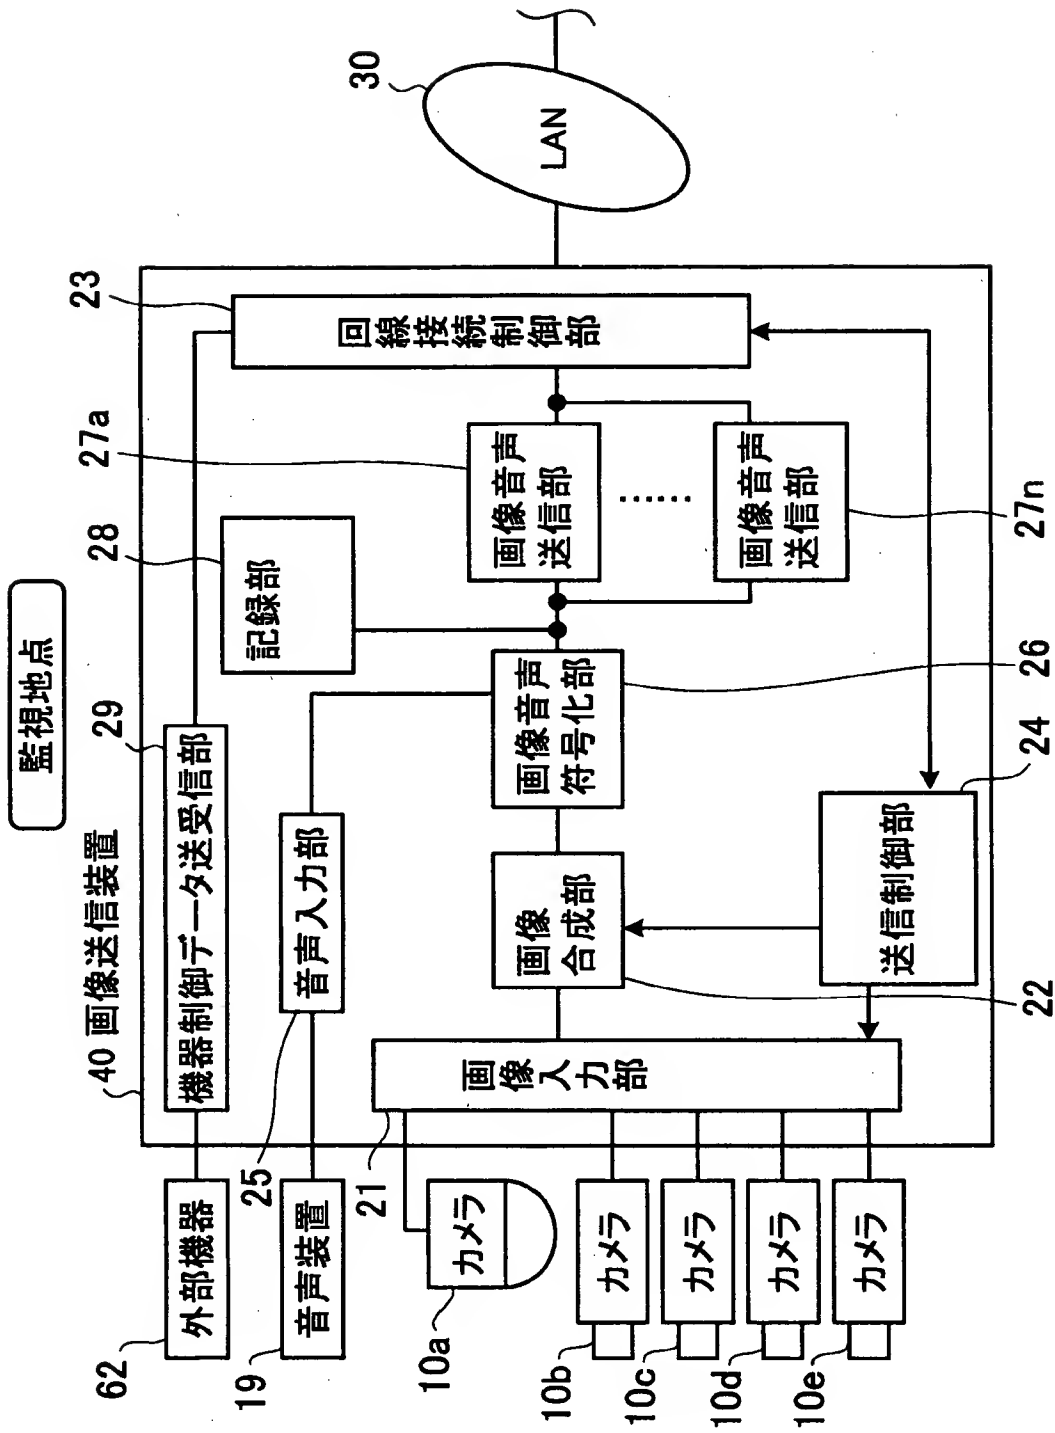 監視地点
40 画像送信装置
62
外部機器
29
機器制御データ送受信部
23
回線接続制御部
30
LAN
28
記録部
19
音声装置
25
音声入力部
27a
画像音声
送信部
10a
カメラ
21
画像入力部
画像
合成部
22
画像音声
符号化部
26
画像音声
送信部
27n
10b
カメラ
10c
カメラ
10d
カメラ
10e
カメラ
送信制御部
24